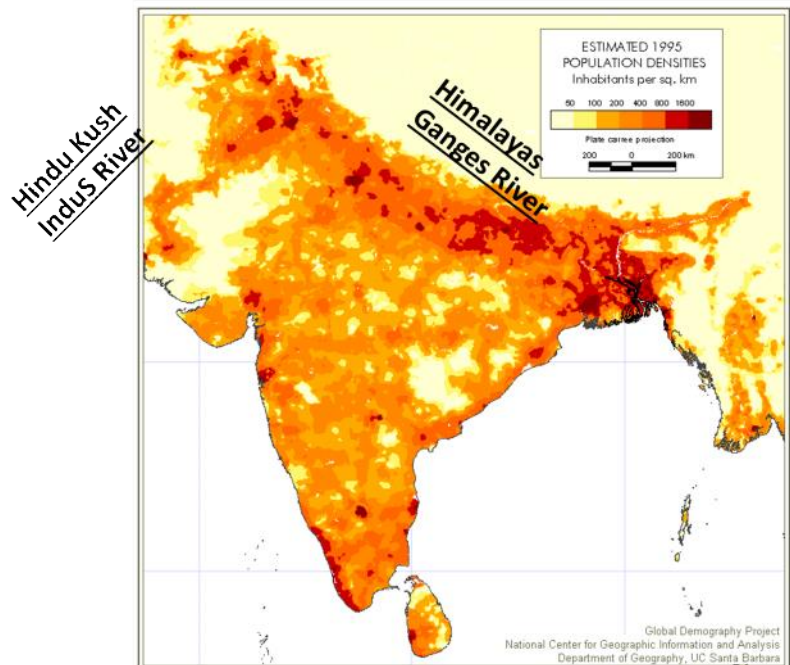 ESTIMATED 1995
POPULATION DENSITIES
Inhabitants per sq. km
50 100 200 400 800 1600
Plate carree projection
200 0 200 km
Himalayas
Ganges River
Hindu Kush
InduS River
Global Demography Project
National Center for Geographic Information and Analysis
Department of Geography, UC Santa Barbara